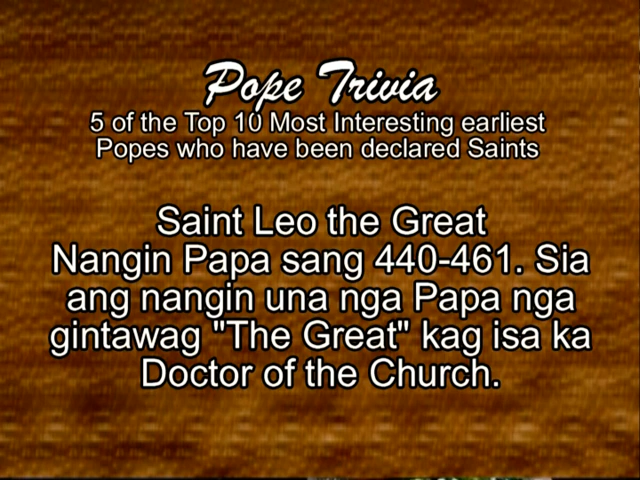 Pope Trivia
5 of the Top 10 Most Interesting earliest
Popes who have been declared Saints
Saint Leo the Great
Nangin Papa sang 440-461. Sia
ang nangin una nga Papa nga
gintawag "The Great" kag isa ka
Doctor of the Church.